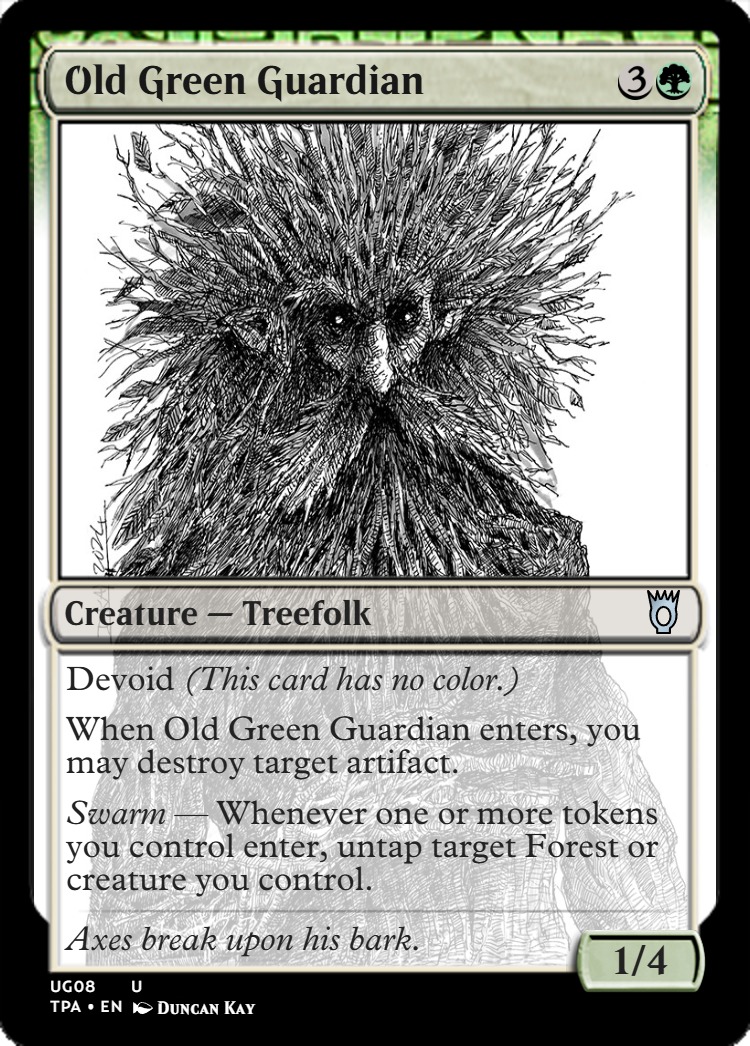 Old Green Guardian 3
Creature — Treefolk
Devoid (This card has no color.)
When Old Green Guardian enters, you
may destroy target artifact.
Swarm — Whenever one or more tokens
you control enter, untap target Forest or
creature you control.
Axes break upon his bark.
1/4
UG08 U
TPA • EN Duncan Kay